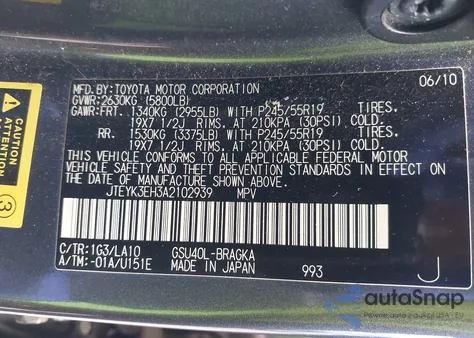 MFD.BY:TOYOTA MOTOR CORPORATION 06/10
GVWR:2630KG (5800LB)
GAWR:FRT. 1340KG (2955LB) WITH P245/55R19 TIRES.
19X7 1/2J RIMS. AT 210KPA (30PSI) COLD.
RR. 1530KG (3375LB) WITH P245/55R19 TIRES.
19X7 1/2J RIMS. AT 210KPA (30PSI) COLD.
THIS VEHICLE CONFORMS TO ALL APPLICABLE FEDERAL MOTOR
VEHICLE SAFETY AND THEFT PREVENTION STANDARDS IN EFFECT
ON THE DATE OF MANUFACTURE SHOWN ABOVE.
JTEYK3EH3A2102939 MPV
C/TR:1G3/LA10 GSU40L-BRAGKA
A/TM:-01A/U151E MADE IN JAPAN 993 J
CAUTION
ATTENTION
3
autoSnap